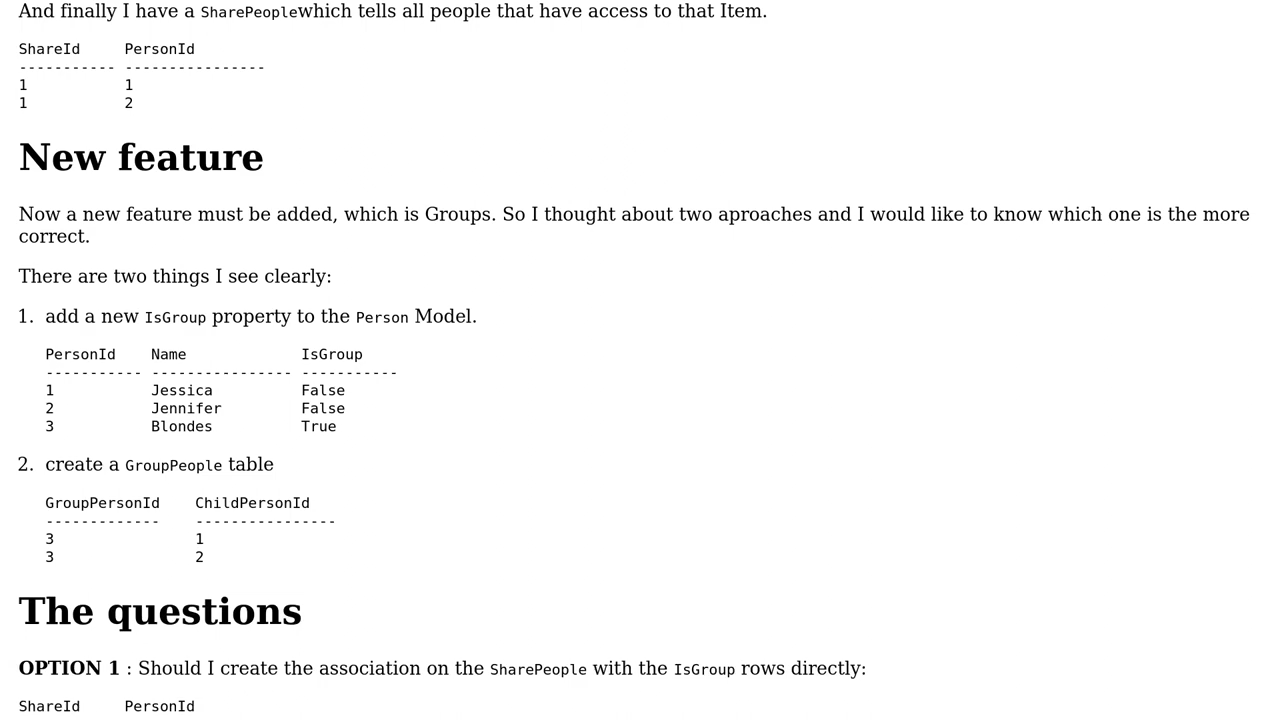 And finally I have a SharePeoplewhich tells all people that have access to that Item.
ShareId     PersonId
----------- ----------------
1           1
1           2
New feature
Now a new feature must be added, which is Groups. So I thought about two aproaches and I would like to know which one is the more
correct.
There are two things I see clearly:
1. add a new IsGroup property to the Person Model.
PersonId    Name             IsGroup
----------- ---------------- -----------
1           Jessica          False
2           Jennifer         False
3           Blondes          True
2. create a GroupPeople table
GroupPersonId    ChildPersonId
-------------    ----------------
3                1
3                2
The questions
OPTION 1 : Should I create the association on the SharePeople with the IsGroup rows directly:
ShareId     PersonId